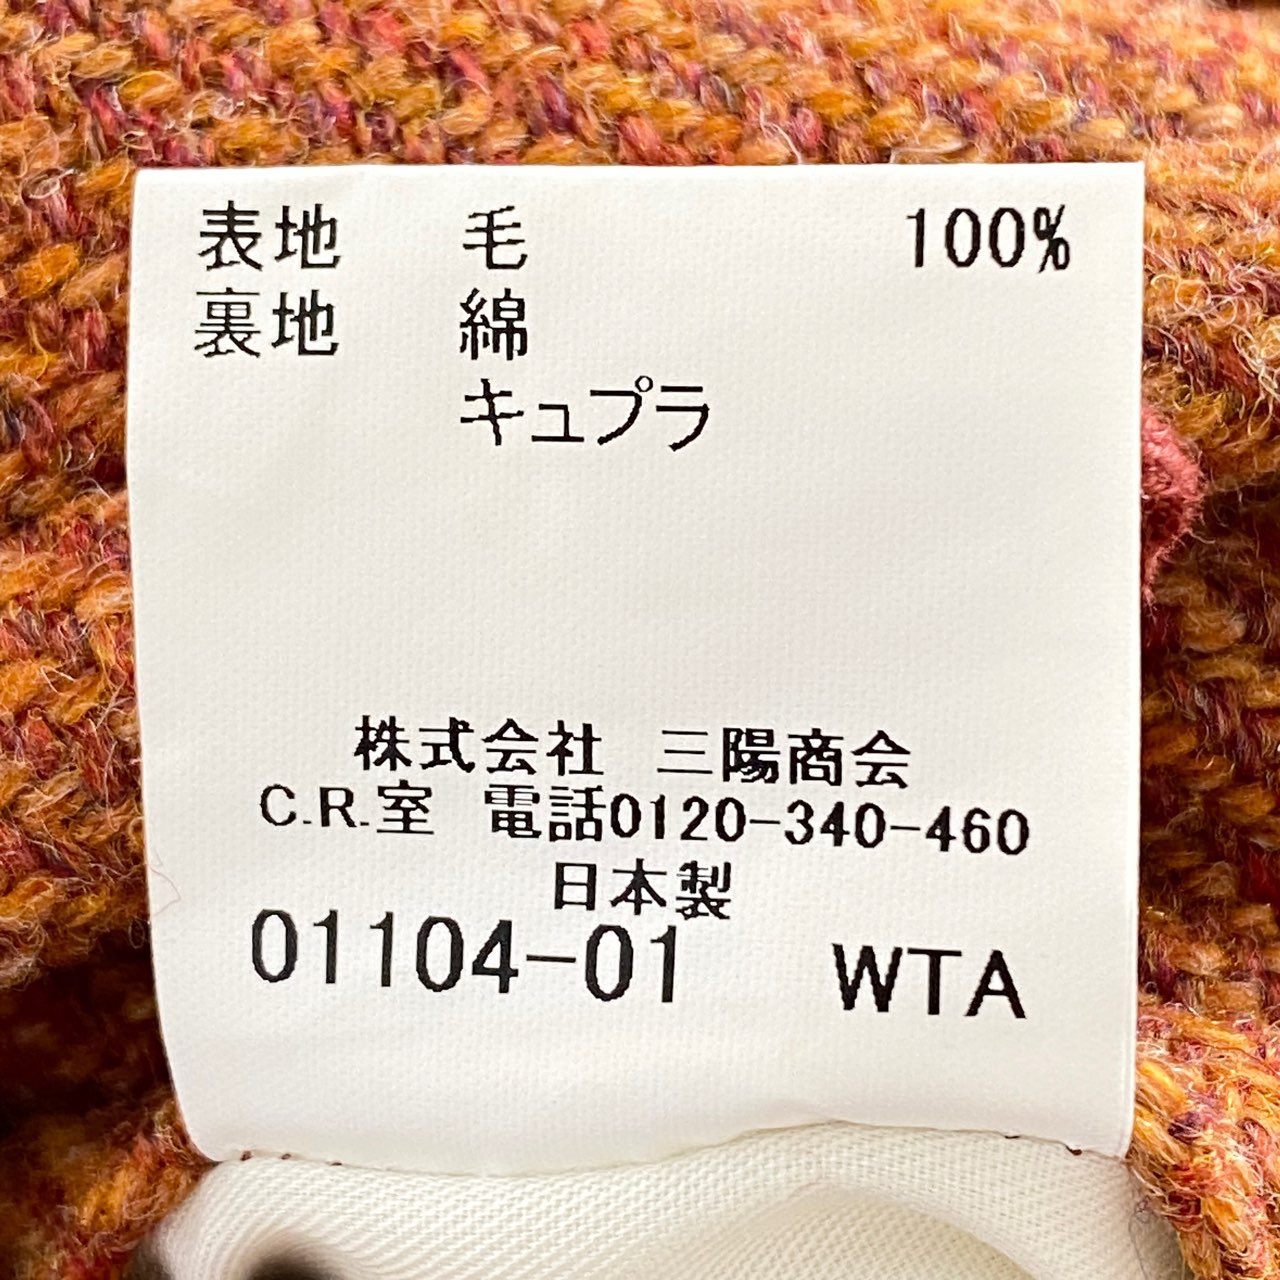 表地 毛 100%
裏地 綿
キュプラ
株式会社 三陽商会
C.R.室 電話0120-340-460
日本製
01104-01 WTA